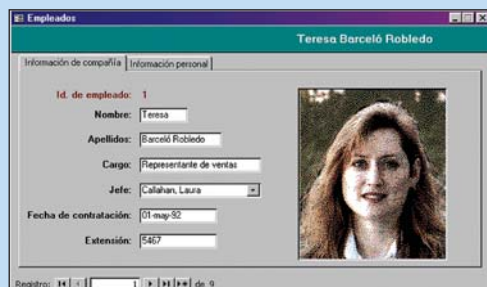 Empleados
Teresa Barceló Robledo
Información de compañía Información personal
Id. de empleado: 1
Nombre: Teresa
Apellidos: Barceló Robledo
Cargo: Representante de ventas
Jefe: Callahan, Laura
Fecha de contratación: 01-may-92
Extensión: 5467
Registro: 1 de 9